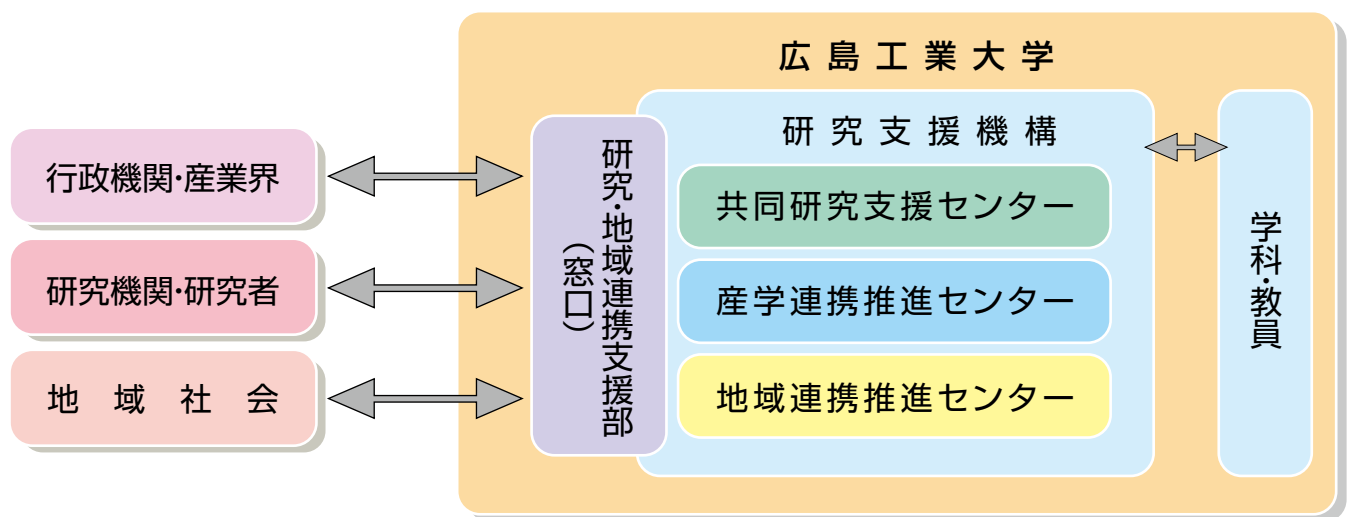 広島工業大学
行政機関・産業界
研究機関・研究者
地域社会
研究・地域連携支援部
（窓口）
研究支援機構
共同研究支援センター
産学連携推進センター
地域連携推進センター
学科・教員